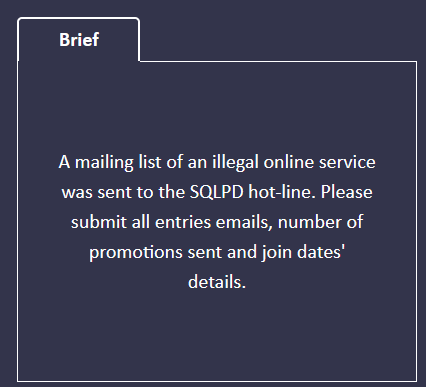 Brief
A mailing list of an illegal online service
was sent to the SQLPD hot-line. Please
submit all entries emails, number of
promotions sent and join dates'
details.